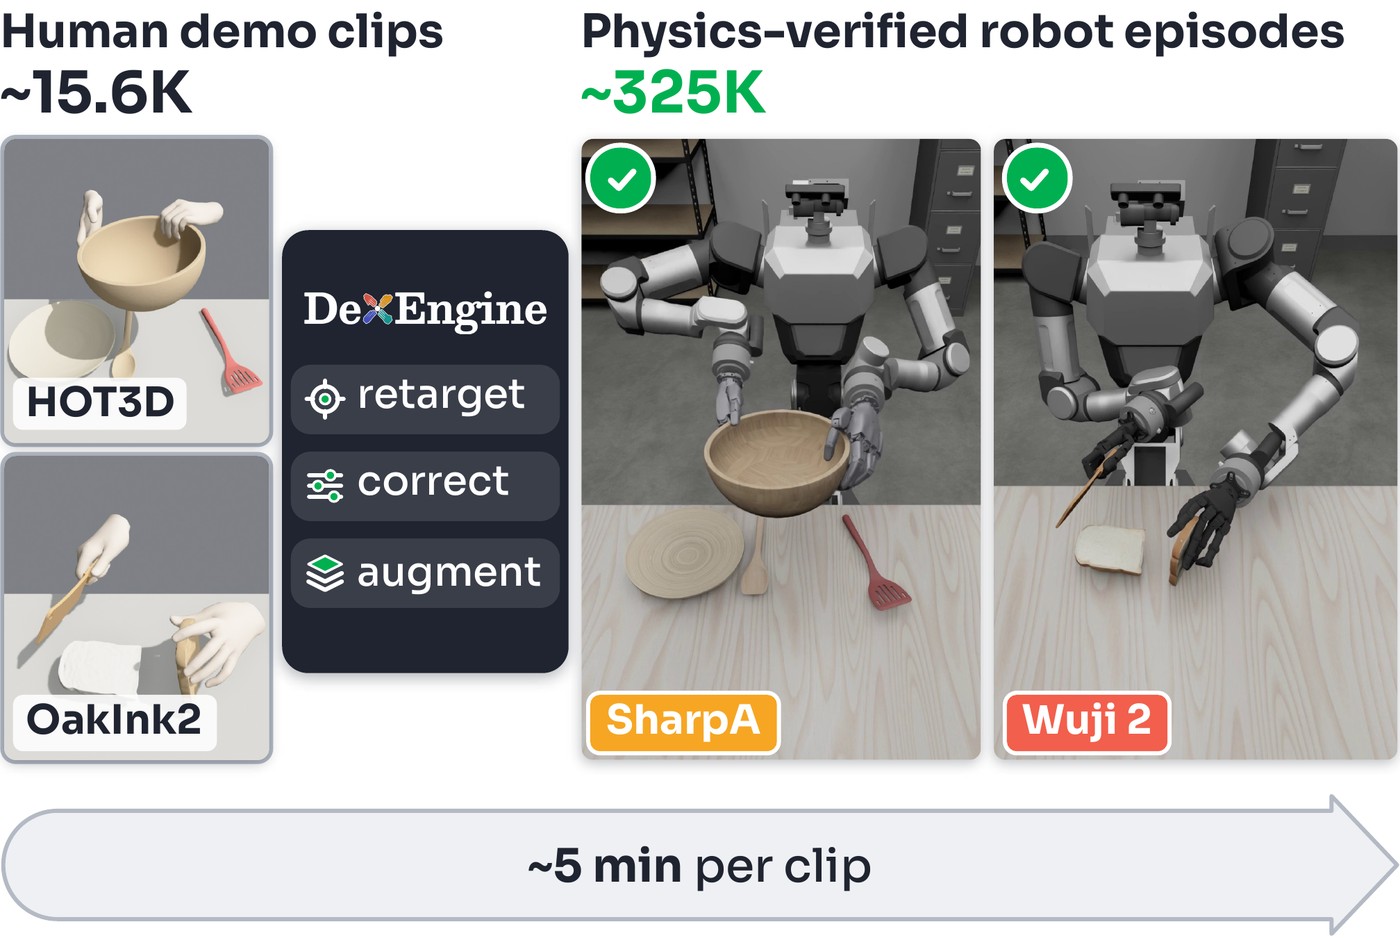 Human demo clips
~15.6K
HOT3D
OakInk2
DexEngine
retarget
correct
augment
Physics-verified robot episodes
~325K
SharpA
Wuji 2
~5 min per clip